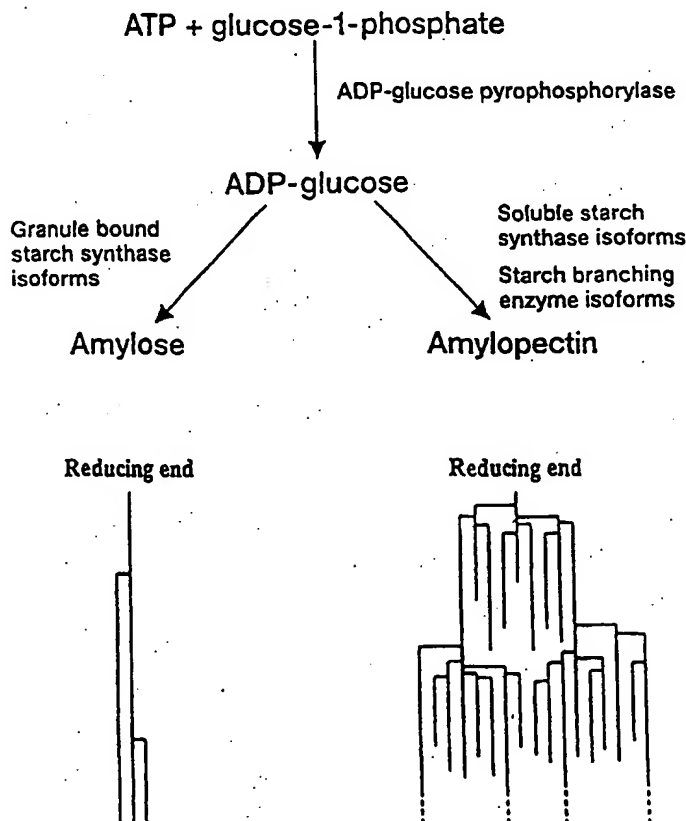 ATP + glucose-1-phosphate
ADP-glucose pyrophosphorylase
ADP-glucose
Granule bound
starch synthase
isoforms
Soluble starch
synthase isoforms
Starch branching
enzyme isoforms
Amylose
Amylopectin
Reducing end
Reducing end